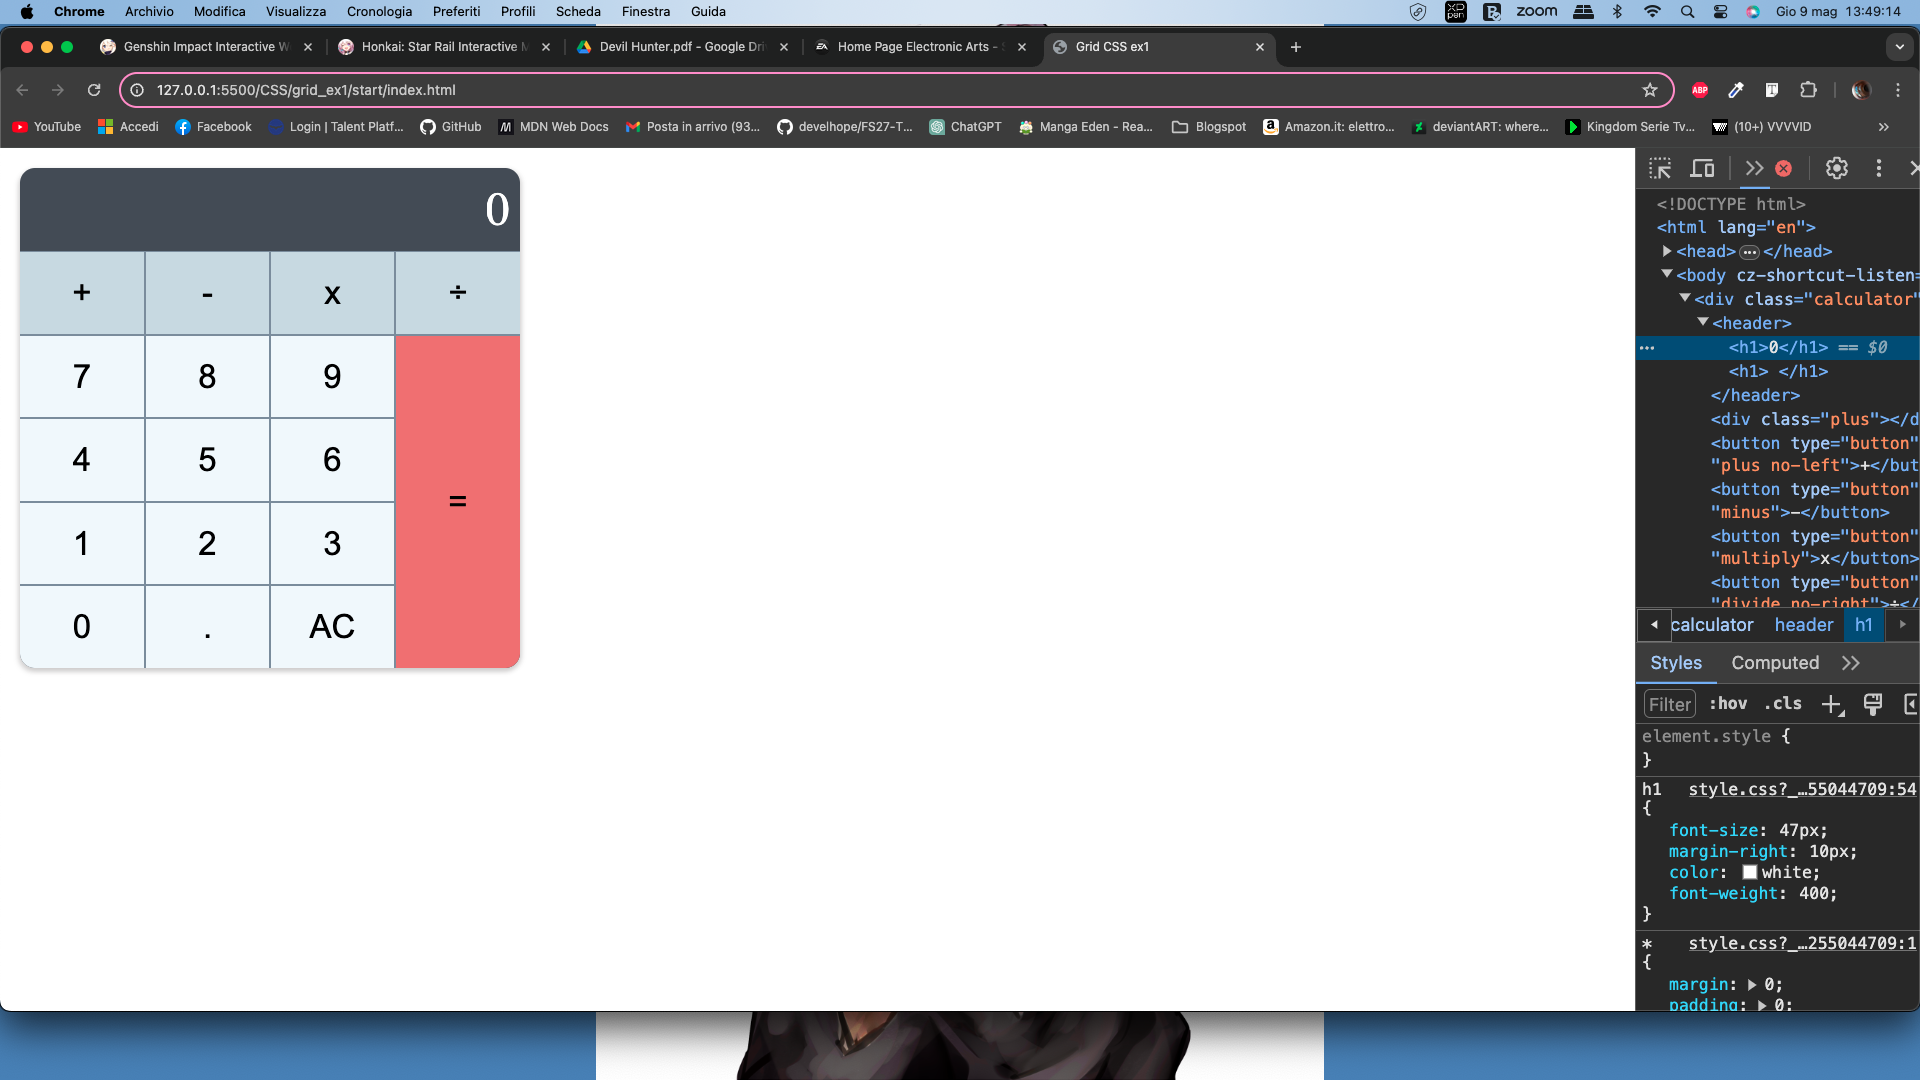 Chrome Archivio Modifica Visualizza Cronologia Preferiti Profili Scheda Finestra Guida zoom Gio 9 mag 13:49:14
Genshin Impact Interactive W Honkai: Star Rail Interactive M Devil Hunter.pdf - Google Dri Home Page Electronic Arts - Grid CSS ex1
127.0.0.1:5500/CSS/grid_ex1/start/index.html ABP
YouTube Accedi Facebook Login | Talent Platf... GitHub MDN Web Docs Posta in arrivo (93... develhope/FS27-T... ChatGPT Manga Eden - Rea... Blogspot Amazon.it: elettro... deviantART: where... Kingdom Serie Tv... (10+) VVVVID
0
+ - x ÷
7 8 9
4 5 6
=
1 2 3
0 . AC
<!DOCTYPE html>
<html lang="en">
<head> ... </head>
<body cz-shortcut-listen=
<div class="calculator"
<header>
... <h1>0</h1> == $0
<h1> </h1>
</header>
<div class="plus"></d
<button type="button"
"plus no-left">+</but
<button type="button"
"minus">-</button>
<button type="button"
"multiply">x</button>
<button type="button"
"divide no-right">÷</
calculator header h1
Styles Computed
Filter :hov .cls
element.style {
}
h1 style.css?_…55044709:54
{
font-size: 47px;
margin-right: 10px;
color: white;
font-weight: 400;
}
* style.css?_…255044709:1
{
margin: 0;
padding: 0;